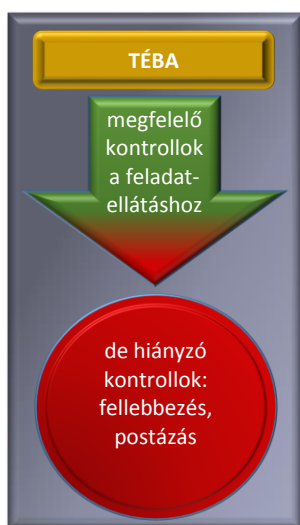 TÉBA
megfelelő
kontrollok
a feladat-
ellátáshoz
de hiányzó
kontrollok:
fellebbezés,
postázás